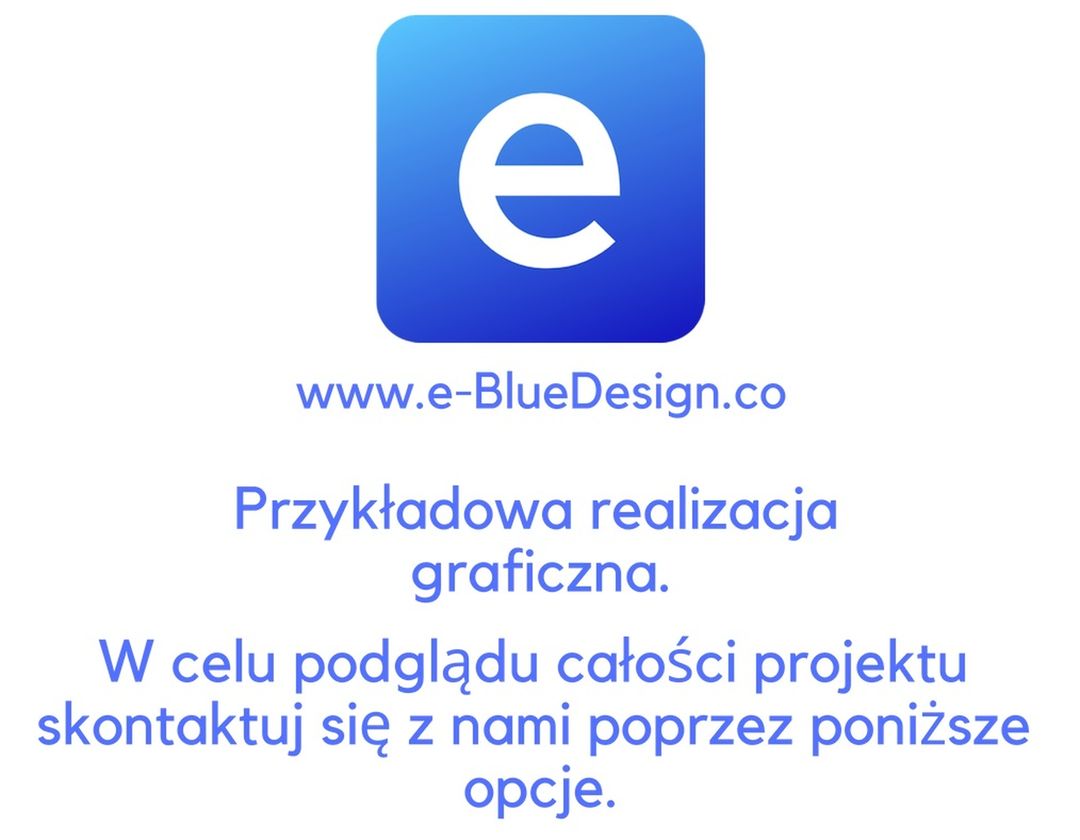 e
www.e-BlueDesign.co
Przykładowa realizacja
graficzna.
W celu podglądu całości projektu
skontaktuj się z nami poprzez poniższe
opcje.